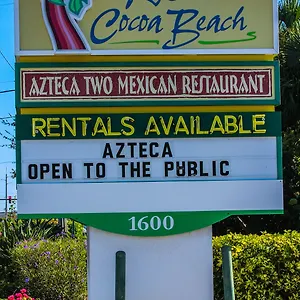 Cocoa Beach
AZTECA TWO MEXICAN RESTAURANT
RENTALS AVAILABLE
AZTECA
OPEN TO THE PUBLIC
1600